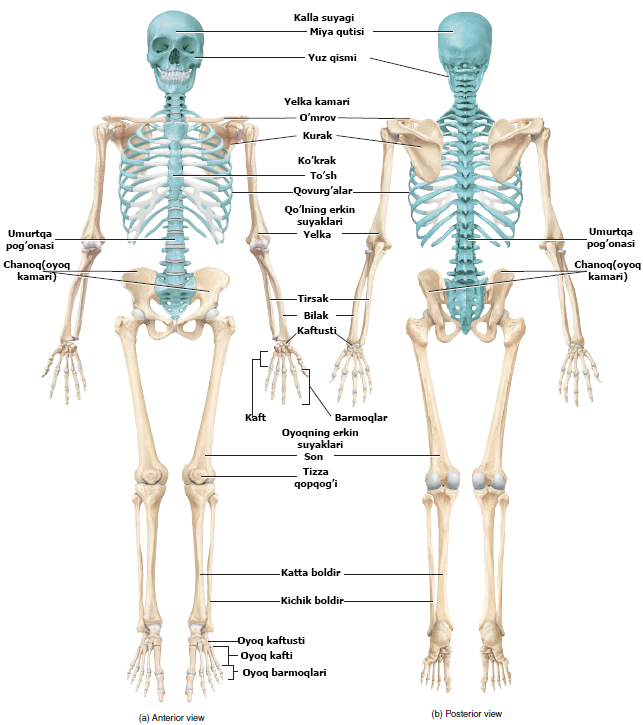 Kalla suyagi
Miya qutisi
Yuz qismi
Yelka kamari
O’mrov
Kurak
Ko’krak
To’sh
Qovurg’alar
Qo’lning erkin
suyaklari
Yelka
Umurtqa
pog’onasi
Umurtqa
pog’onasi
Chanoq(oyoq
kamari)
Chanoq(oyoq
kamari)
Tirsak
Bilak
Kaftusti
Kaft
Barmoqlar
Oyoqning erkin
suyaklari
Son
Tizza
qopqog’i
Katta boldir
Kichik boldir
Oyoq kaftusti
Oyoq kafti
Oyoq barmoqlari
(a) Anterior view
(b) Posterior view